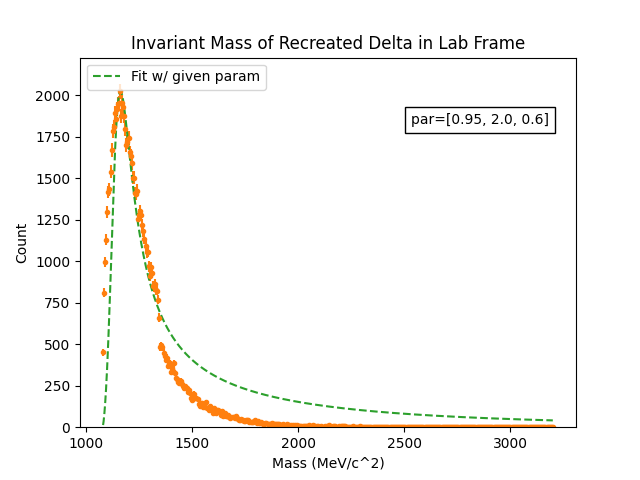 Invariant Mass of Recreated Delta in Lab Frame
Fit w/ given param
par=[0.95, 2.0, 0.6]
Count
2000
1750
1500
1250
1000
750
500
250
0
1000
1500
2000
2500
3000
Mass (MeV/c^2)